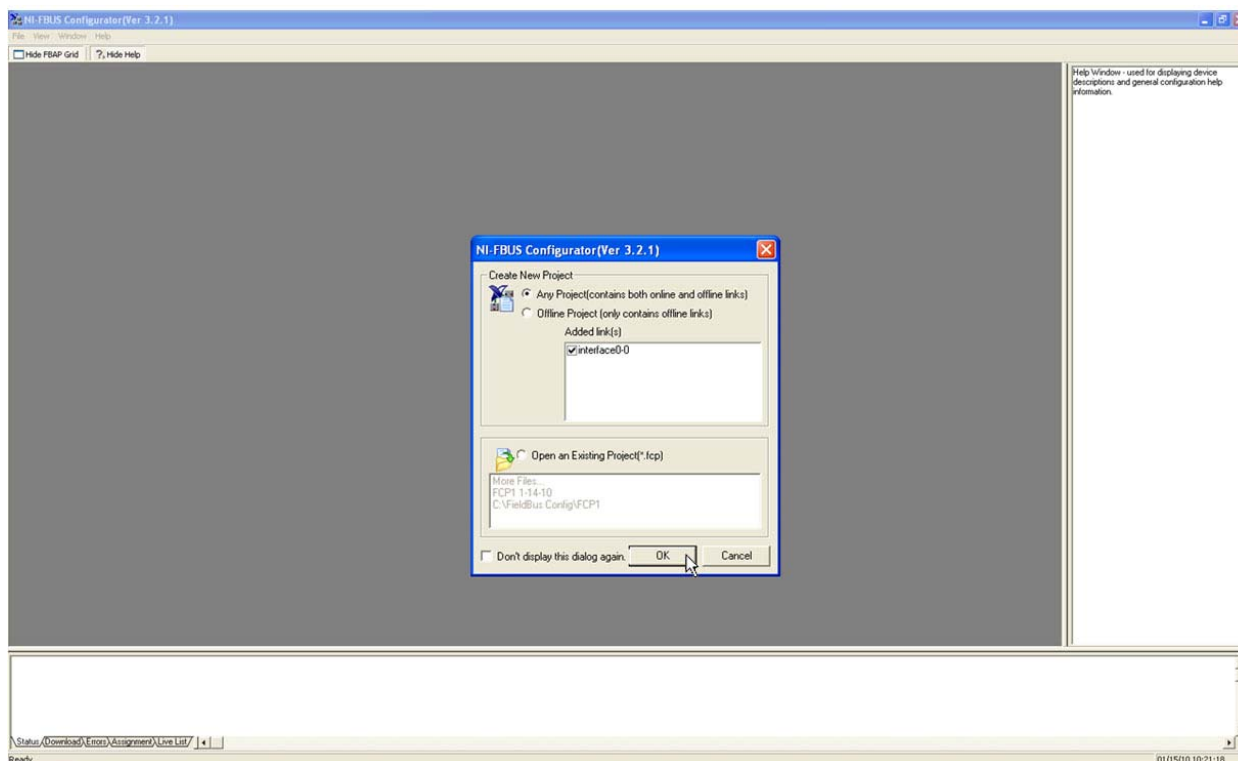 NI-FBUS Configurator(Ver 3.2.1)
File View Window Help
Hide FBAP Grid ?, Hide Help
Help Window - used for displaying device
descriptions and general configuration help
information.
NI-FBUS Configurator(Ver 3.2.1)
Create New Project
Any Project(contains both online and offline links)
Offline Project (only contains offline links)
Added link(s)
interface0-0
Open an Existing Project(*.fcp)
More Files...
FCP1 1-14-10
C:\FieldBus Config\FCP1
Don't display this dialog again.
OK
Cancel
Status Download Errors Assignment Live List
Ready
01/15/10 10:21:18